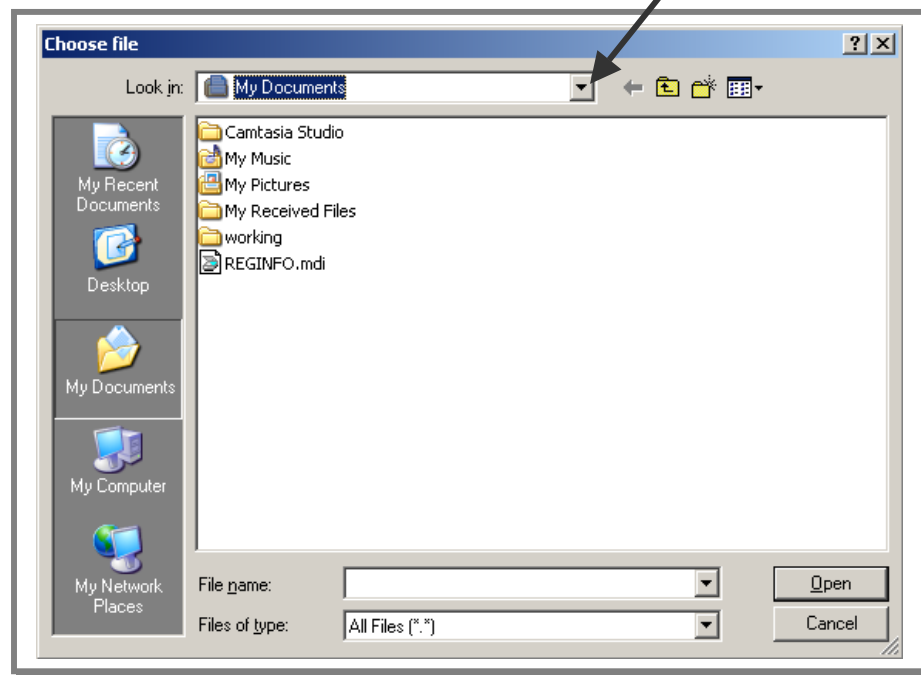 Choose file
Look in:
My Documents
My Recent
Documents
Desktop
My Documents
My Computer
My Network
Places
Camtasia Studio
My Music
My Pictures
My Received Files
working
REGINFO.mdi
File name:
Open
Files of type:
All Files (*.*)
Cancel